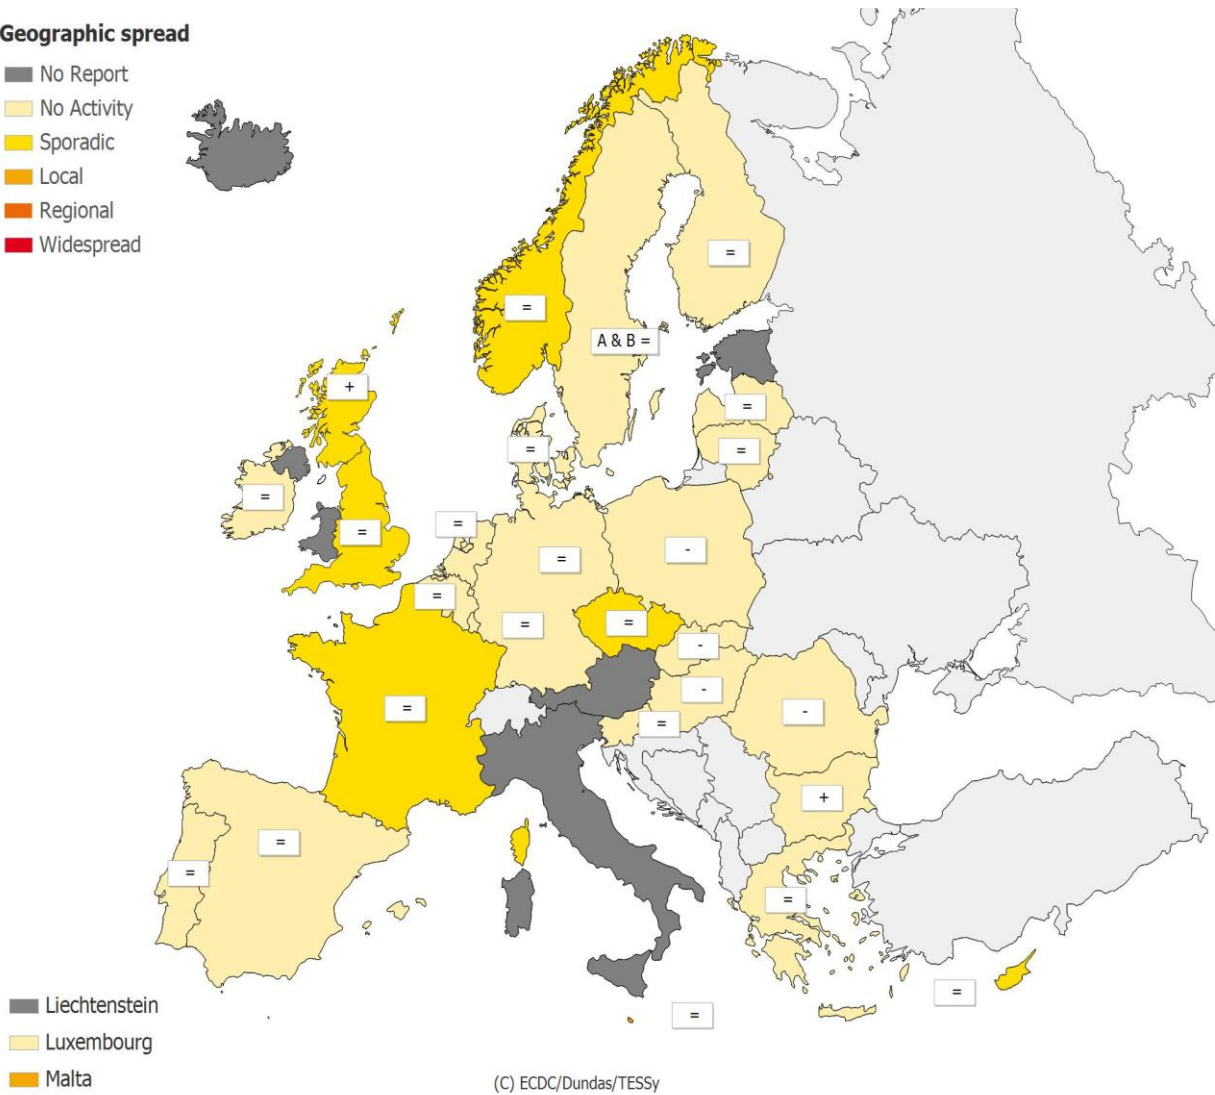 Geographic spread
No Report
No Activity
Sporadic
Local
Regional
Widespread
=
=
A & B =
+
=
=
=
=
=
=
=
-
=
=
=
-
-
=
=
-
+
=
=
=
=
=
Liechtenstein
Luxembourg
Malta
(C) ECDC/Dundas/TESSy